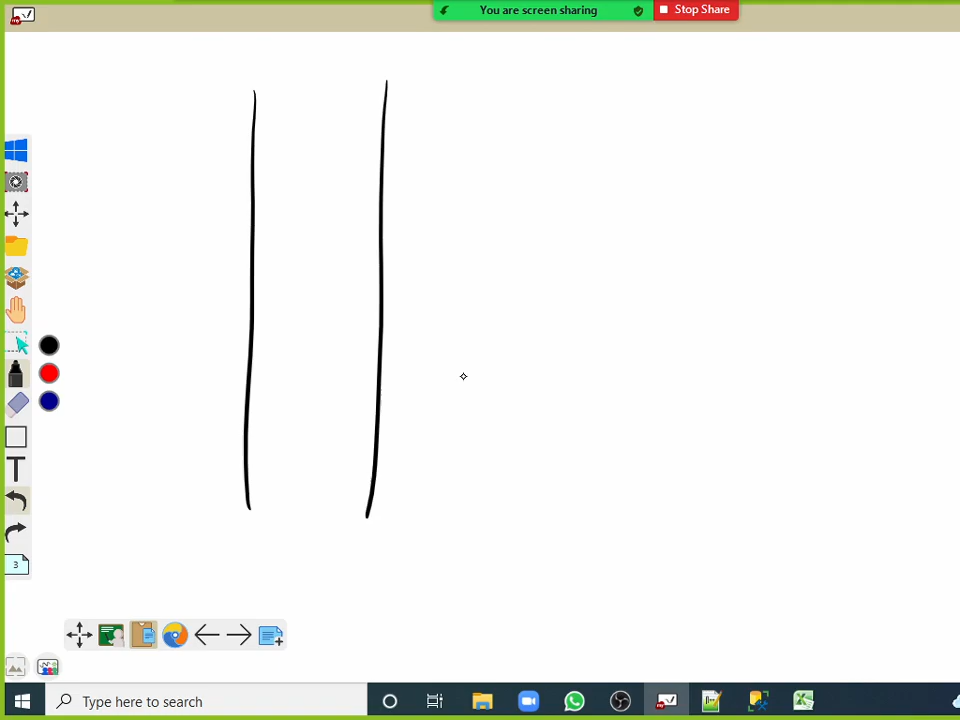 You are screen sharing
Stop Share
T
3
Type here to search